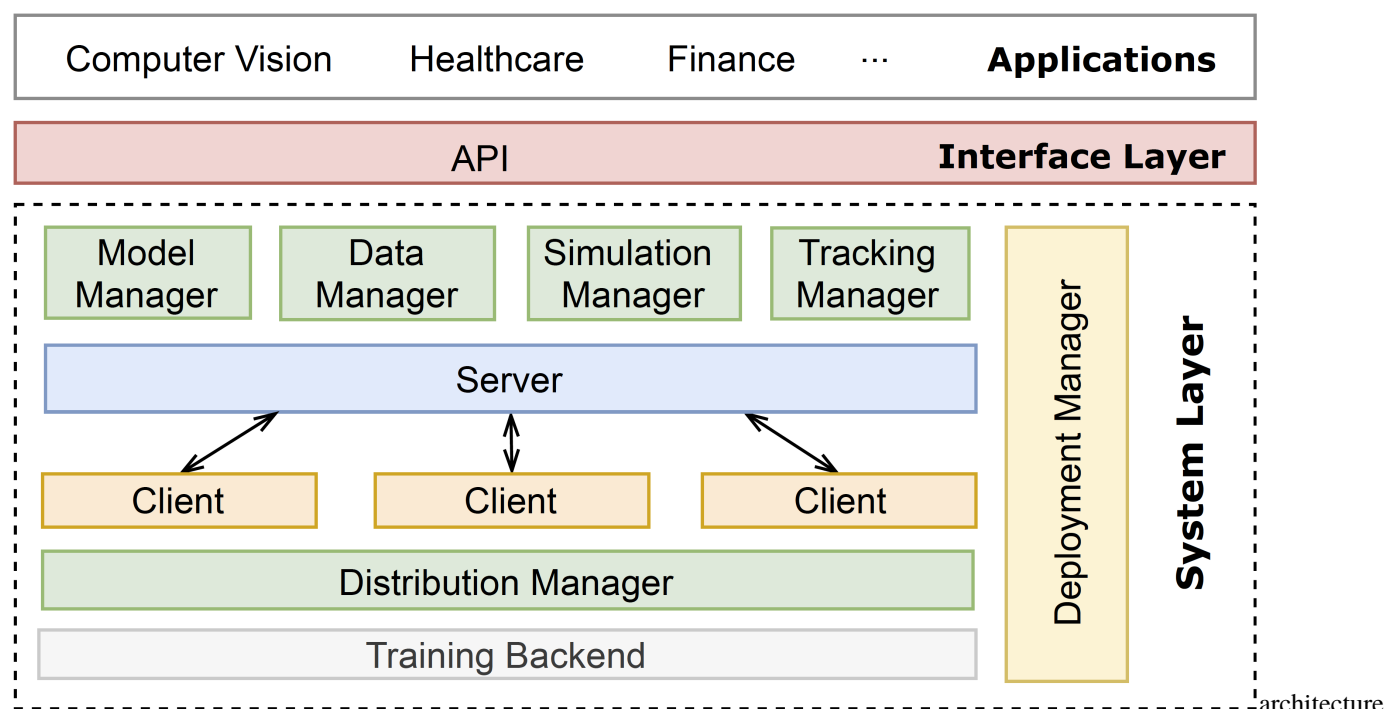 Computer Vision Healthcare Finance ... Applications
API Interface Layer
Model Manager
Data Manager
Simulation Manager
Tracking Manager
Server
Client Client Client
Distribution Manager
Training Backend
Deployment Manager
System Layer
architecture